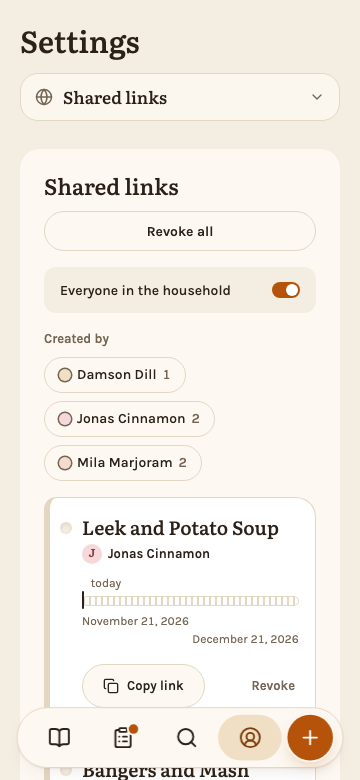 Settings
Shared links
Shared links
Revoke all
Everyone in the household
Created by
Damson Dill 1
Jonas Cinnamon 2
Mila Marjoram 2
Leek and Potato Soup
J Jonas Cinnamon
today
November 21, 2026
December 21, 2026
Copy link Revoke
Bangers and Mash